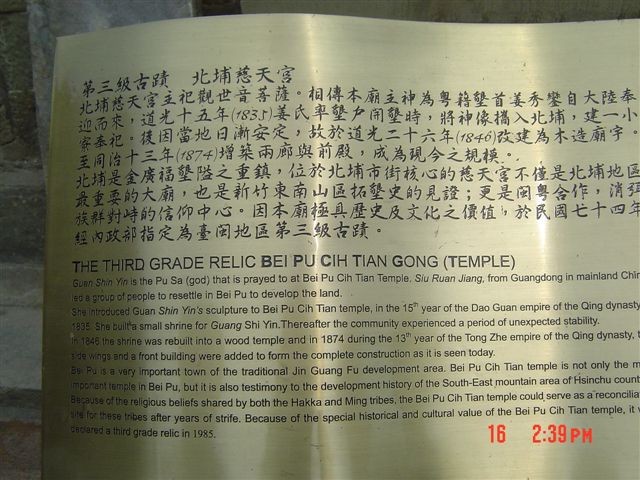 第三級古蹟 北埔慈天宮
北埔慈天宮主祀觀世音菩薩。相傳本廟主神為粵籍墾首姜秀鑾自大陸奉
迎而來，道光十五年(1835)姜氏率墾戶開墾時，將神像攜入北埔，建一小
寮奉祀。後因當地日漸安定，故於道光二十六年(1846)改建為木造廟宇。
至同治十三年(1874)增築兩廊與前殿，成為現今之規模。
北埔是金廣福墾隘之重鎮，位於北埔市街核心的慈天宮不僅是北埔地區
最重要的大廟，也是新竹東南山區拓墾史的見證；更是閩粵合作，消弭
族群對峙的信仰中心。因本廟極具歷史及文化之價值，於民國七十四年
經內政部指定為臺閩地區第三級古蹟。
THE THIRD GRADE RELIC BEI PU CIH TIAN GONG (TEMPLE)
Guan Shin Yin is the Pu Sa (god) that is prayed to at Bei Pu Cih Tian Temple. Siu Ruan Jiang, from Guangdong in mainland Chin
led a group of people to resettle in Bei Pu to develop the land.
She introduced Guan Shin Yin's sculpture to Bei Pu Cih Tian temple, in the 15th year of the Dao Guan empire of the Qing dynasty
1835. She built a small shrine for Guang Shi Yin.Thereafter the community experienced a period of unexpected stability.
In 1846 the shrine was rebuilt into a wood temple and in 1874 during the 13th year of the Tong Zhe empire of the Qing dynasty, t
side wings and a front building were added to form the complete construction as it is seen today.
Bei Pu is a very important town of the traditional Jin Guang Fu development area. Bei Pu Cih Tian temple is not only the m
important temple in Bei Pu, but it is also testimony to the development history of the South-East mountain area of Hsinchu count
Because of the religious beliefs shared by both the Hakka and Ming tribes, the Bei Pu Cih Tian temple could serve as a reconcilia
site for these tribes after years of strife. Because of the special historical and cultural value of the Bei Pu Cih Tian temple, it w
declared a third grade relic in 1985.
16 2:39PM